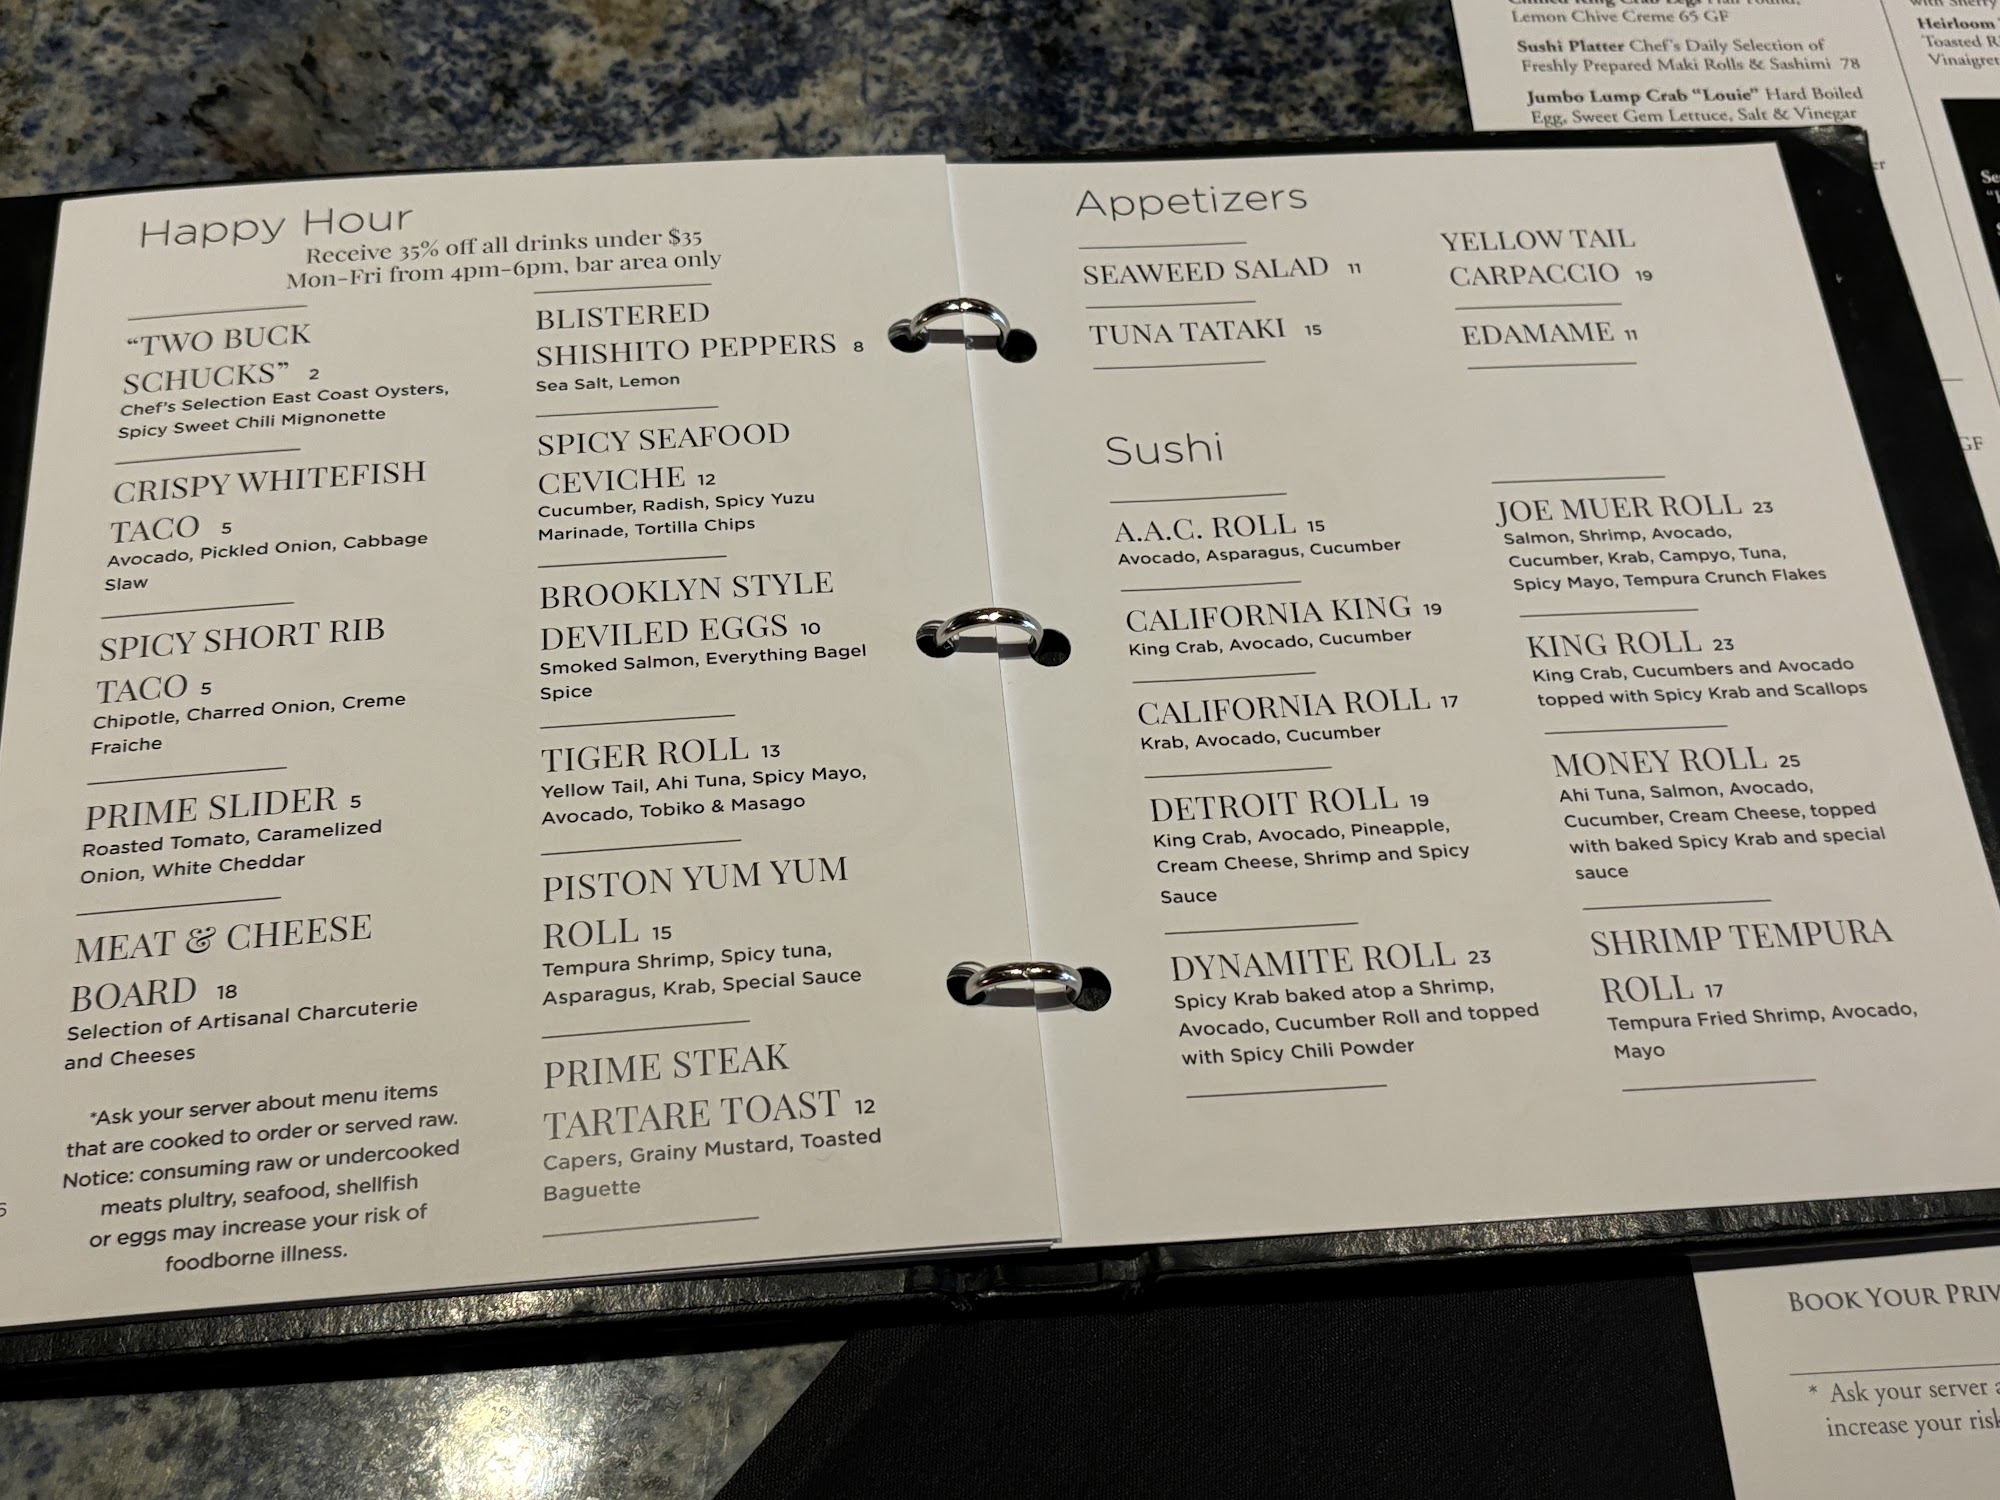 Happy Hour
Receive 35% off all drinks under $35
Mon-Fri from 4pm-6pm, bar area only
"TWO BUCK
SCHUCKS" 2
Chef's Selection East Coast Oysters,
Spicy Sweet Chili Mignonette
CRISPY WHITEFISH
TACO 5
Avocado, Pickled Onion, Cabbage
Slaw
SPICY SHORT RIB
TACO 5
Chipotle, Charred Onion, Creme
Fraiche
PRIME SLIDER 5
Roasted Tomato, Caramelized
Onion, White Cheddar
MEAT & CHEESE
BOARD 18
Selection of Artisanal Charcuterie
and Cheeses
*Ask your server about menu items
that are cooked to order or served raw.
Notice: consuming raw or undercooked
meats plultry, seafood, shellfish
or eggs may increase your risk of
foodborne illness.
BLISTERED
SHISHITO PEPPERS 8
Sea Salt, Lemon
SPICY SEAFOOD
CEVICHE 12
Cucumber, Radish, Spicy Yuzu
Marinade, Tortilla Chips
BROOKLYN STYLE
DEVILED EGGS 10
Smoked Salmon, Everything Bagel
Spice
TIGER ROLL 13
Yellow Tail, Ahi Tuna, Spicy Mayo,
Avocado, Tobiko & Masago
PISTON YUM YUM
ROLL 15
Tempura Shrimp, Spicy tuna,
Asparagus, Krab, Special Sauce
PRIME STEAK
TARTARE TOAST 12
Capers, Grainy Mustard, Toasted
Baguette
Appetizers
SEAWEED SALAD 11
TUNA TATAKI 15
YELLOW TAIL
CARPACCIO 19
EDAMAME 11
Sushi
A.A.C. ROLL 15
Avocado, Asparagus, Cucumber
CALIFORNIA KING 19
King Crab, Avocado, Cucumber
CALIFORNIA ROLL 17
Krab, Avocado, Cucumber
DETROIT ROLL 19
King Crab, Avocado, Pineapple,
Cream Cheese, Shrimp and Spicy
Sauce
DYNAMITE ROLL 23
Spicy Krab baked atop a Shrimp,
Avocado, Cucumber Roll and topped
with Spicy Chili Powder
JOE MUER ROLL 23
Salmon, Shrimp, Avocado,
Cucumber, Krab, Campyo, Tuna,
Spicy Mayo, Tempura Crunch Flakes
KING ROLL 23
King Crab, Cucumbers and Avocado
topped with Spicy Krab and Scallops
MONEY ROLL 25
Ahi Tuna, Salmon, Avocado,
Cucumber, Cream Cheese, topped
with baked Spicy Krab and special
sauce
SHRIMP TEMPURA
ROLL 17
Tempura Fried Shrimp, Avocado,
Mayo
Lemon Chive Creme 65 GF
Sushi Platter Chef's Daily Selection of
Freshly Prepared Maki Rolls & Sashimi 78
Jumbo Lump Crab "Louie" Hard Boiled
Egg, Sweet Gem Lettuce, Salt & Vinegar
Heirloom
Toasted
GF
BOOK YOUR
* Ask your server
increase your